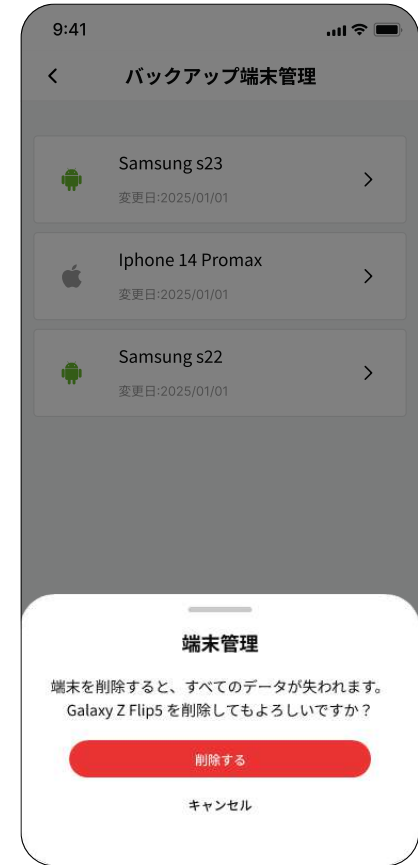 9:41
バックアップ端末管理
Samsung s23
変更日:2025/01/01
Iphone 14 Promax
変更日:2025/01/01
Samsung s22
変更日:2025/01/01
端末管理
端末を削除すると、すべてのデータが失われます。
Galaxy Z Flip5 を削除してもよろしいですか？
削除する
キャンセル